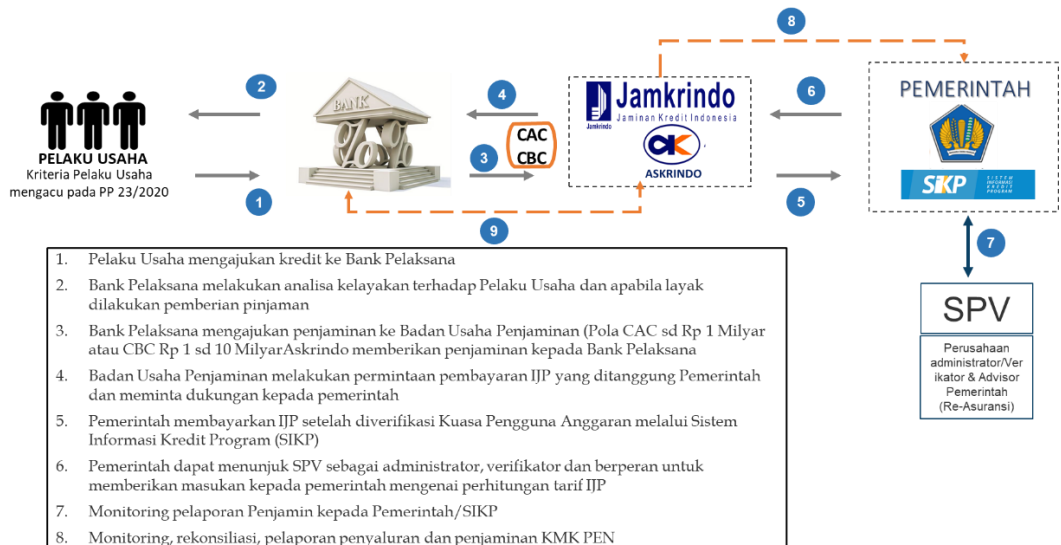 8
2
4
6
BANK
Jamkrindo
Jaminan Kredit Indonesia
Jamkrindo
PEMERINTAH
CAC
CBC
3
ASKRINDO
PELAKU USAHA
Kriteria Pelaku Usaha
mengacu pada PP 23/2020
SiKP
SISTEM
INFORMASI
KREDIT
PROGRAM
1
5
9
7
1. Pelaku Usaha mengajukan kredit ke Bank Pelaksana
2. Bank Pelaksana melakukan analisa kelayakan terhadap Pelaku Usaha dan apabila layak
dilakukan pemberian pinjaman
3. Bank Pelaksana mengajukan penjaminan ke Badan Usaha Penjaminan (Pola CAC sd Rp 1 Milyar
atau CBC Rp 1 sd 10 MilyarAskrindo memberikan penjaminan kepada Bank Pelaksana
4. Badan Usaha Penjaminan melakukan permintaan pembayaran IJP yang ditanggung Pemerintah
dan meminta dukungan kepada pemerintah
5. Pemerintah membayarkan IJP setelah diverifikasi Kuasa Pengguna Anggaran melalui Sistem
Informasi Kredit Program (SIKP)
6. Pemerintah dapat menunjuk SPV sebagai administrator, verifikator dan berperan untuk
memberikan masukan kepada pemerintah mengenai perhitungan tarif IJP
7. Monitoring pelaporan Penjamin kepada Pemerintah/SIKP
8. Monitoring, rekonsiliasi, pelaporan penyaluran dan penjaminan KMK PEN
SPV
Perusahaan
administrator/Ver
ikator & Advisor
Pemerintah
(Re-Asuransi)